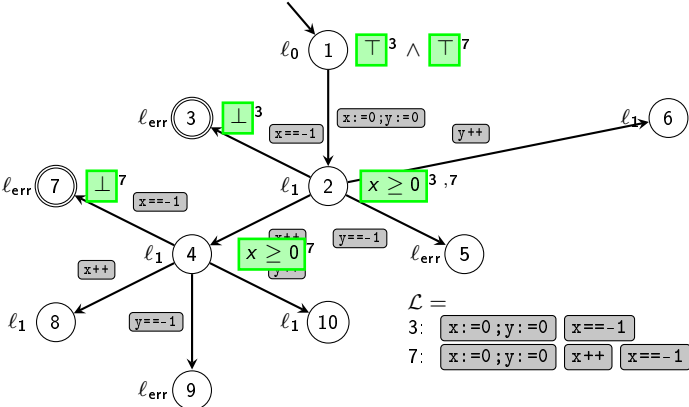 ℓ0 1 ⊤ 3 ∧ ⊤ 7
ℓerr 3 ⊥ 3 x==-1 x:=0;y:=0 y++ ℓ1 6
ℓerr 7 ⊥ 7 x==-1 ℓ1 2 x ≥ 0 3 ,7
ℓ1 4 x++ x ≥ 0 7 y==-1 ℓerr 5
x++
ℓ1 8 y==-1 ℓ1 10
ℒ =
3: x:=0;y:=0 x==-1
7: x:=0;y:=0 x++ x==-1
ℓerr 9